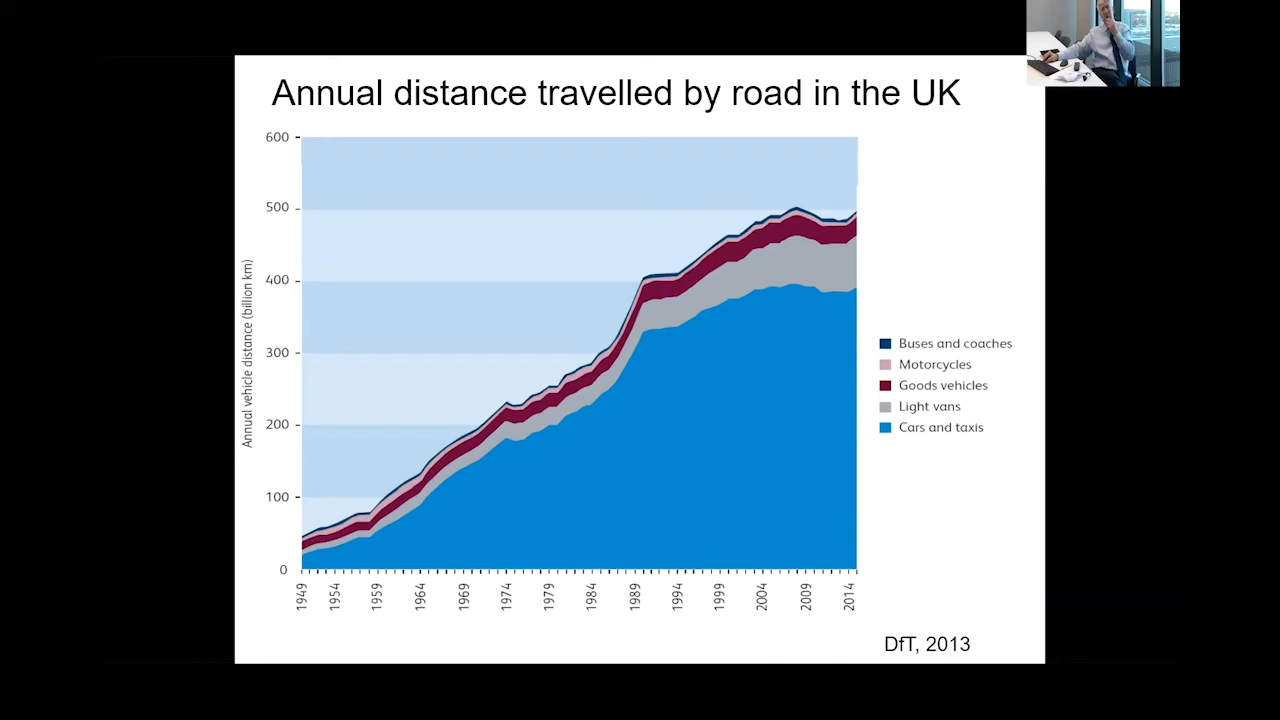 Annual distance travelled by road in the UK
600
500
400
300
200
100
0
Annual vehicle distance (billion km)
1949
1954
1959
1964
1969
1974
1979
1984
1989
1994
1999
2004
2009
2014
Buses and coaches
Motorcycles
Goods vehicles
Light vans
Cars and taxis
DfT, 2013